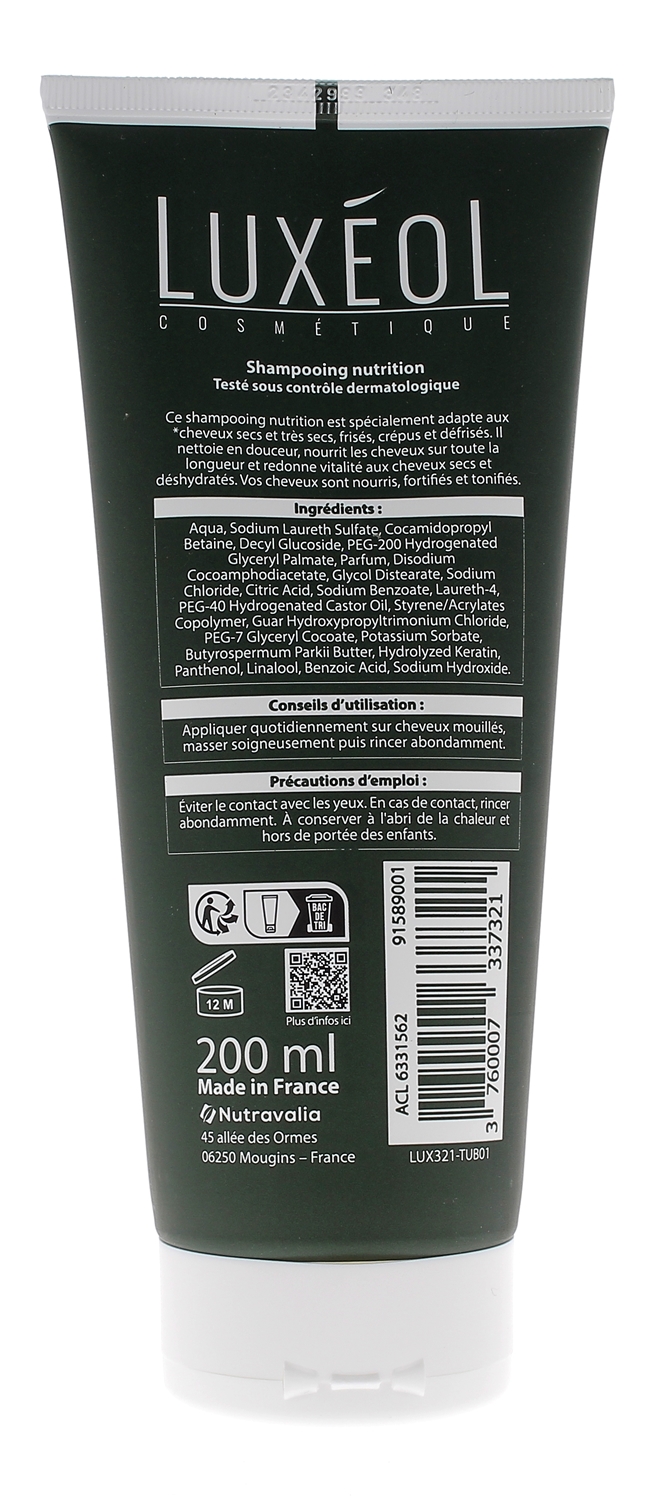 LUXÉOL
COSMÉTIQUE
Shampooing nutrition
Testé sous contrôle dermatologique
Ce shampooing nutrition est spécialement adapte aux
*cheveux secs et très secs, frisés, crépus et défrisés. Il
nettoie en douceur, nourrit les cheveux sur toute la
longueur et redonne vitalité aux cheveux secs et
déshydratés. Vos cheveux sont nourris, fortifiés et tonifiés.
Ingrédients :
Aqua, Sodium Laureth Sulfate, Cocamidopropyl
Betaine, Decyl Glucoside, PEG-200 Hydrogenated
Glyceryl Palmate, Parfum, Disodium
Cocoamphodiacetate, Glycol Distearate, Sodium
Chloride, Citric Acid, Sodium Benzoate, Laureth-4,
PEG-40 Hydrogenated Castor Oil, Styrene/Acrylates
Copolymer, Guar Hydroxypropyltrimonium Chloride,
PEG-7 Glyceryl Cocoate, Potassium Sorbate,
Butyrospermum Parkii Butter, Hydrolyzed Keratin,
Panthenol, Linalool, Benzoic Acid, Sodium Hydroxide.
Conseils d'utilisation :
Appliquer quotidiennement sur cheveux mouillés,
masser soigneusement puis rincer abondamment.
Précautions d'emploi :
Éviter le contact avec les yeux. En cas de contact, rincer
abondamment. À conserver à l'abri de la chaleur et
hors de portée des enfants.
BAC
DE
TRI
12 M
Plus d'infos ici
200 ml
Made in France
Nutravalia
45 allée des Ormes
06250 Mougins – France
ACL 6331562
91589001
3 760007 337321
LUX321-TUB01